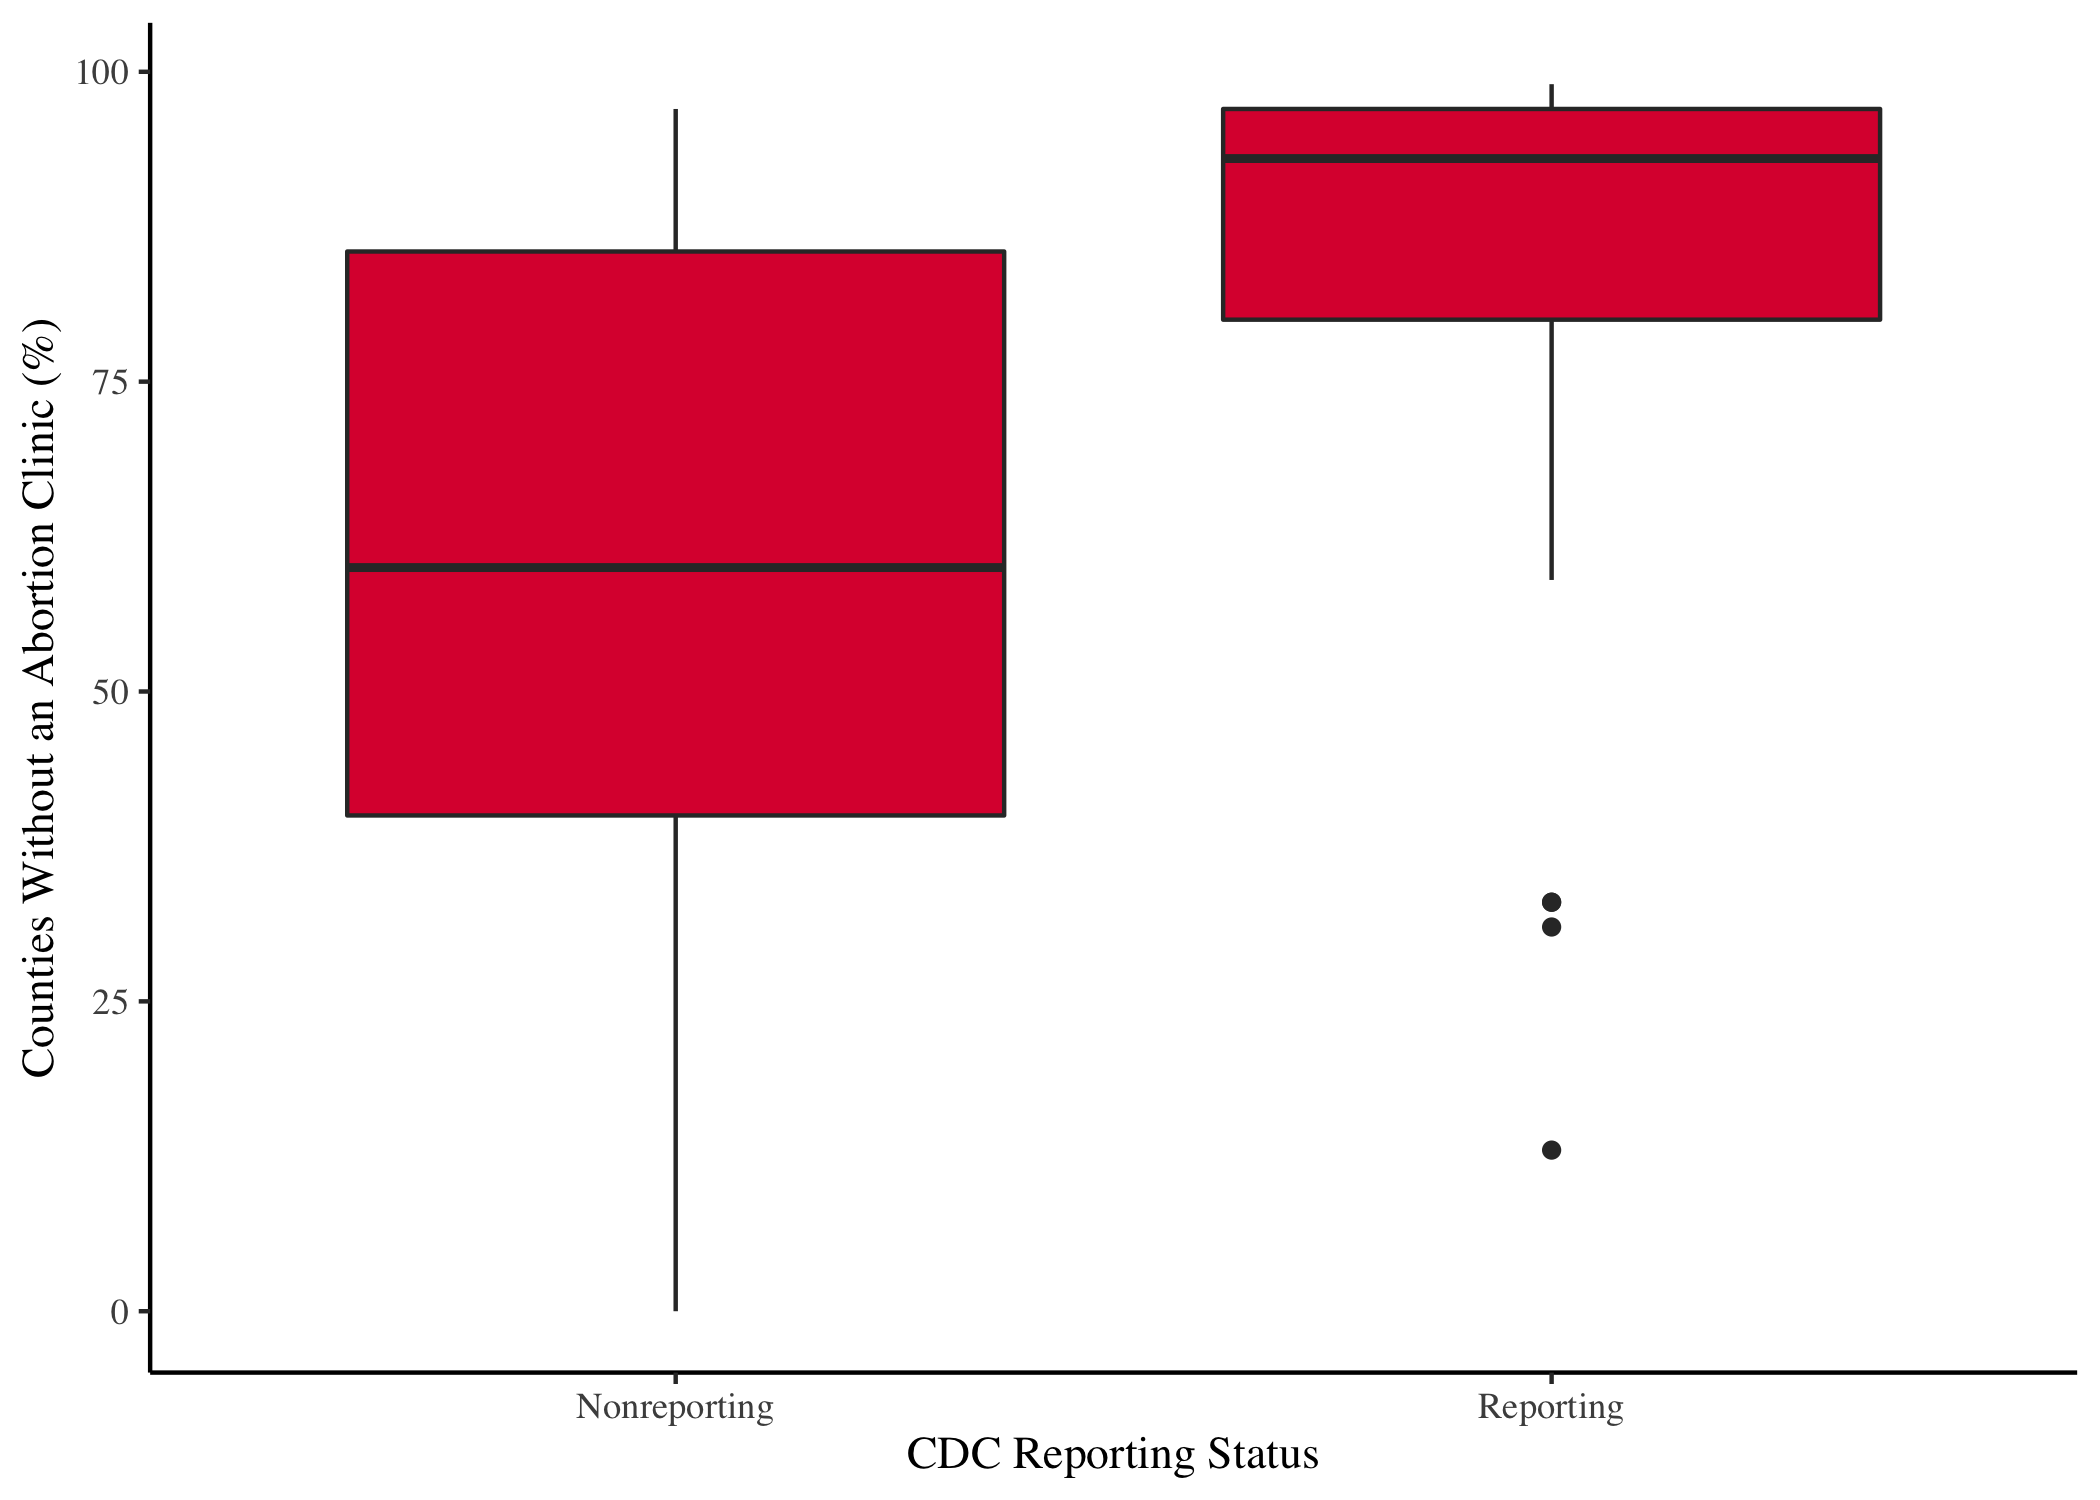 Counties Without an Abortion Clinic (%)
100
75
50
25
0
Nonreporting
Reporting
CDC Reporting Status